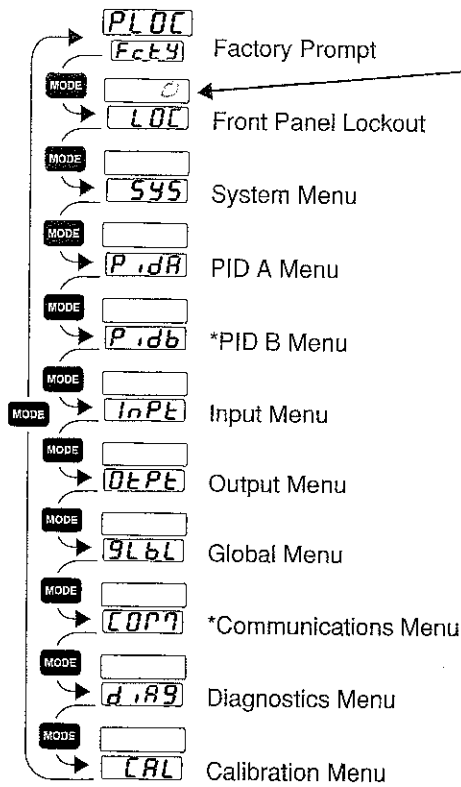 PLOC
Fcty Factory Prompt
MODE
0
LOC Front Panel Lockout
MODE
SYS System Menu
MODE
PidA PID A Menu
MODE
Pidb *PID B Menu
MODE
InPt Input Menu
MODE
MODE
OtPt Output Menu
MODE
gLbL Global Menu
MODE
COM *Communications Menu
MODE
diAg Diagnostics Menu
MODE
CAL Calibration Menu